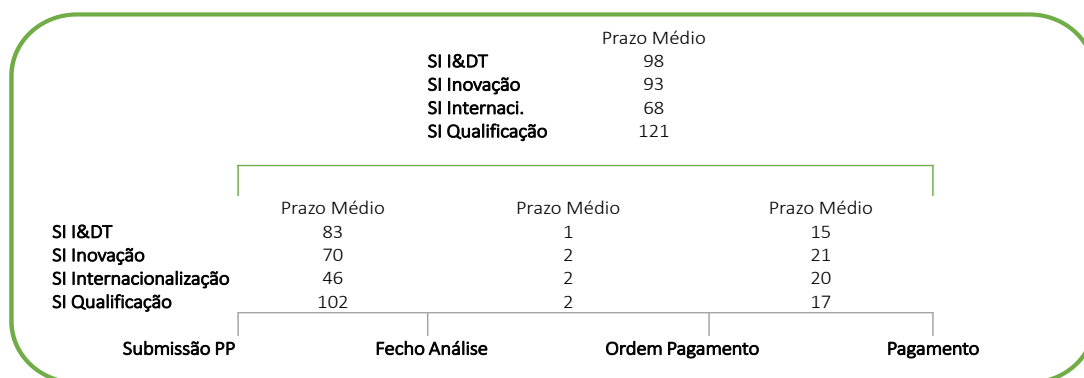 Prazo Médio
SI I&DT 98
SI Inovação 93
SI Internaci. 68
SI Qualificação 121
Prazo Médio Prazo Médio Prazo Médio
SI I&DT 83 1 15
SI Inovação 70 2 21
SI Internacionalização 46 2 20
SI Qualificação 102 2 17
Submissão PP Fecho Análise Ordem Pagamento Pagamento